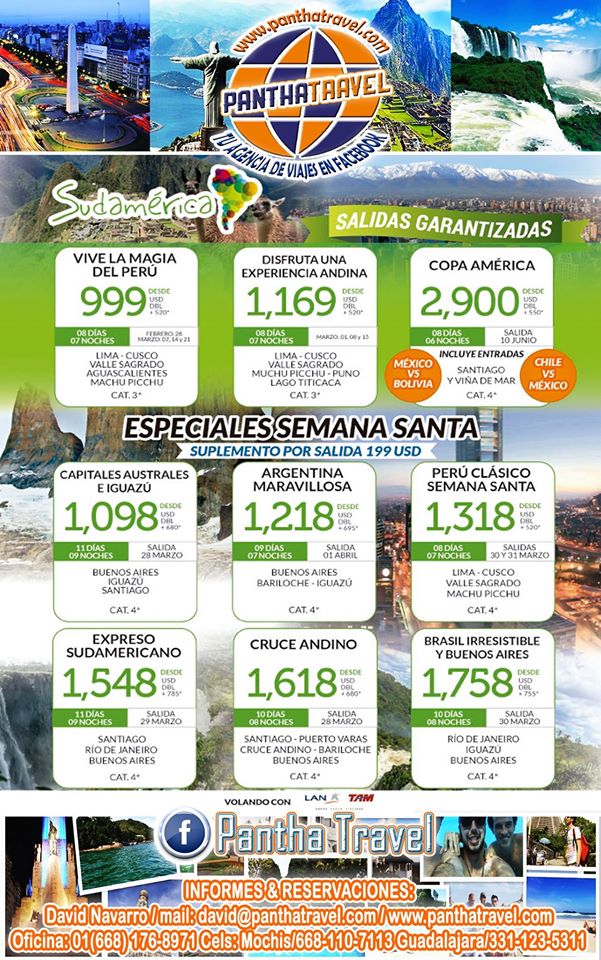 www.panthatravel.com
PANTHATRAVEL
TU AGENCIA DE VIAJES EN FACEBOOK
Sudamérica
SALIDAS GARANTIZADAS
VIVE LA MAGIA
DEL PERÚ
999 DESDE
USD
DBL
+ 520*
08 DÍAS
07 NOCHES
FEBRERO: 28
MARZO: 07, 14 y 21
LIMA - CUSCO
VALLE SAGRADO
AGUASCALIENTES
MACHU PICCHU
CAT. 3*
DISFRUTA UNA
EXPERIENCIA ANDINA
1,169 DESDE
USD
DBL
+ 520*
08 DÍAS
07 NOCHES
MARZO: 01, 08 y 15
LIMA - CUSCO
VALLE SAGRADO
MUCHU PICCHU - PUNO
LAGO TITICACA
CAT. 3*
COPA AMÉRICA
2,900 DESDE
USD
DBL
+ 550*
08 DÍAS
06 NOCHES
SALIDA
10 JUNIO
INCLUYE ENTRADAS
MÉXICO
VS
BOLIVIA
SANTIAGO
Y VIÑA DE MAR
CAT. 4*
CHILE
VS
MÉXICO
ESPECIALES SEMANA SANTA
SUPLEMENTO POR SALIDA 199 USD
CAPITALES AUSTRALES
E IGUAZÚ
1,098 DESDE
USD
DBL
+ 680*
11 DÍAS
09 NOCHES
SALIDA
28 MARZO
BUENOS AIRES
IGUAZÚ
SANTIAGO
CAT. 4*
ARGENTINA
MARAVILLOSA
1,218 DESDE
USD
DBL
+ 695*
09 DÍAS
07 NOCHES
SALIDA
01 ABRIL
BUENOS AIRES
BARILOCHE - IGUAZÚ
CAT. 4*
PERÚ CLÁSICO
SEMANA SANTA
1,318 DESDE
USD
DBL
+ 520*
08 DÍAS
07 NOCHES
SALIDAS
30 Y 31 MARZO
LIMA - CUSCO
VALLE SAGRADO
MACHU PICCHU
CAT. 4*
EXPRESO
SUDAMERICANO
1,548 DESDE
USD
DBL
+ 785*
11 DÍAS
09 NOCHES
SALIDA
29 MARZO
SANTIAGO
RÍO DE JANEIRO
BUENOS AIRES
CAT. 4*
CRUCE ANDINO
1,618 DESDE
USD
DBL
+ 680*
10 DÍAS
08 NOCHES
SALIDA
28 MARZO
SANTIAGO - PUERTO VARAS
CRUCE ANDINO - BARILOCHE
BUENOS AIRES
CAT. 4*
BRASIL IRRESISTIBLE
Y BUENOS AIRES
1,758 DESDE
USD
DBL
+ 755*
10 DÍAS
08 NOCHES
SALIDA
30 MARZO
RÍO DE JANEIRO
IGUAZÚ
BUENOS AIRES
CAT. 4*
VOLANDO CON LAN TAM
f Pantha Travel
INFORMES & RESERVACIONES:
David Navarro / mail: david@panthatravel.com / www.panthatravel.com
Oficina: 01(668) 176-8971 Cels: Mochis/668-110-7113 Guadalajara/331-123-5311